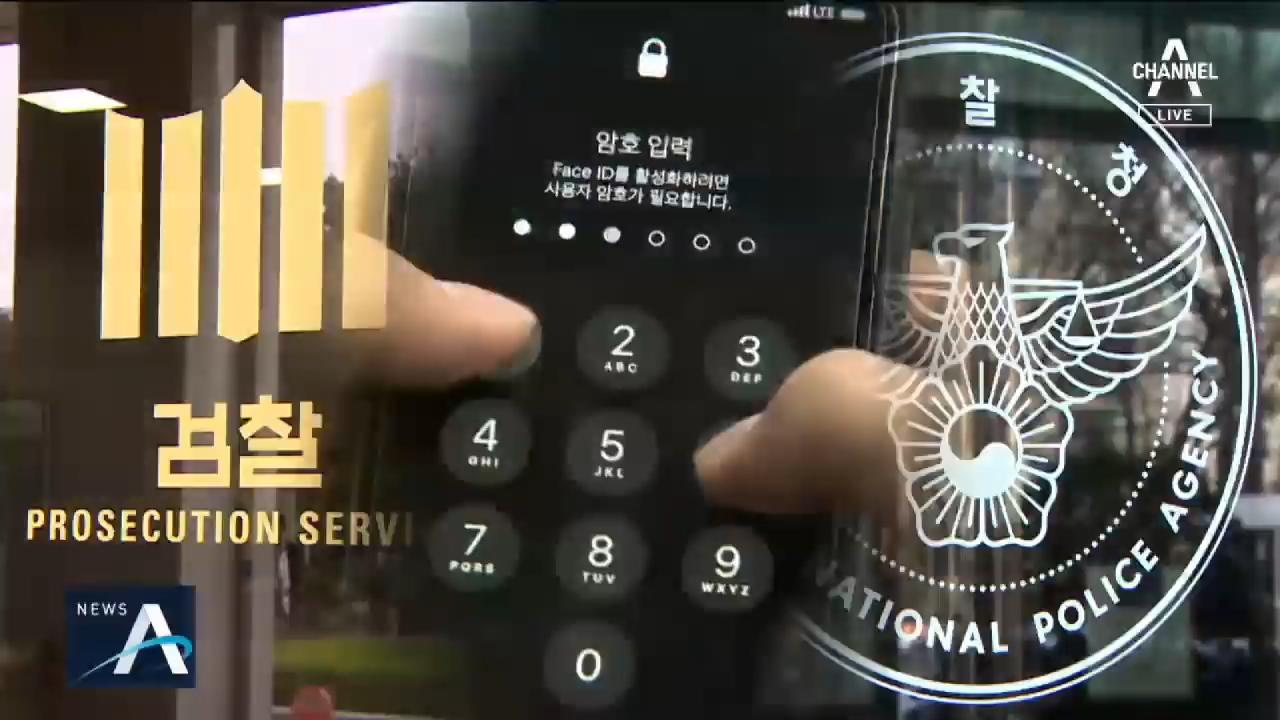 LTE
CHANNEL
A
LIVE
암호 입력
Face ID를 활성화하려면
사용자 암호가 필요합니다.
2
ABC
3
DEF
4
GHI
5
JKL
7
PQRS
8
TUV
9
WXYZ
0
검찰
PROSECUTION SERVI
찰 청
NATIONAL POLICE AGENCY
NEWS A